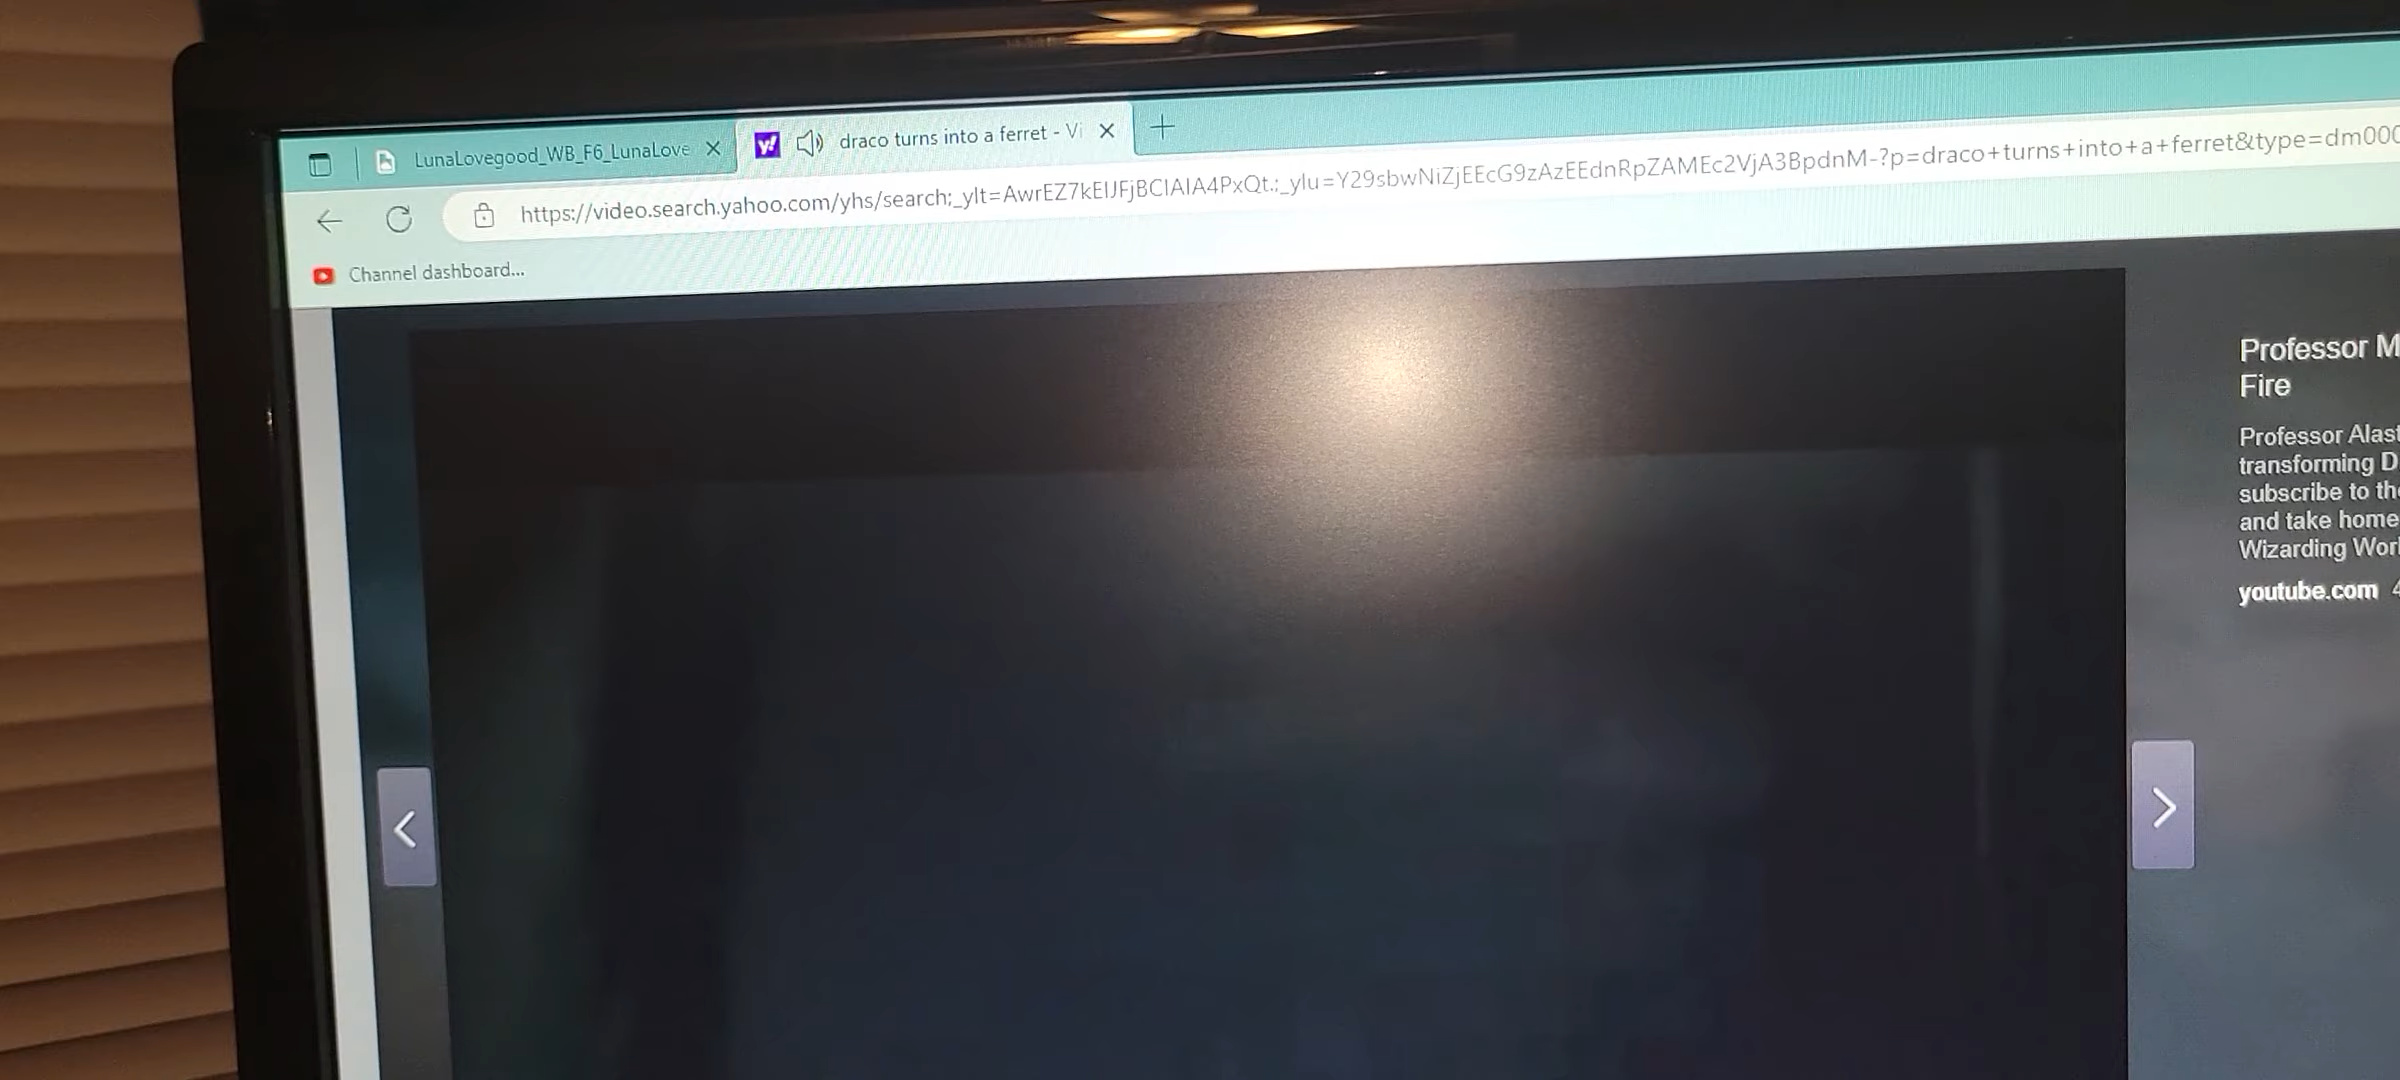 LunaLovegood_WB_F6_LunaLove
y! draco turns into a ferret - Vi
https://video.search.yahoo.com/yhs/search;_ylt=AwrEZ7kEIJFjBCIAIA4PxQt.;_ylu=Y29sbwNiZjEEcG9zAzEEdnRpZAMEc2VjA3BpdnM-?p=draco+turns+into+a+ferret&type=dm000
Channel dashboard...
Professor M
Fire
Professor Alast
transforming D
subscribe to the
and take home
Wizarding Worl
youtube.com 4